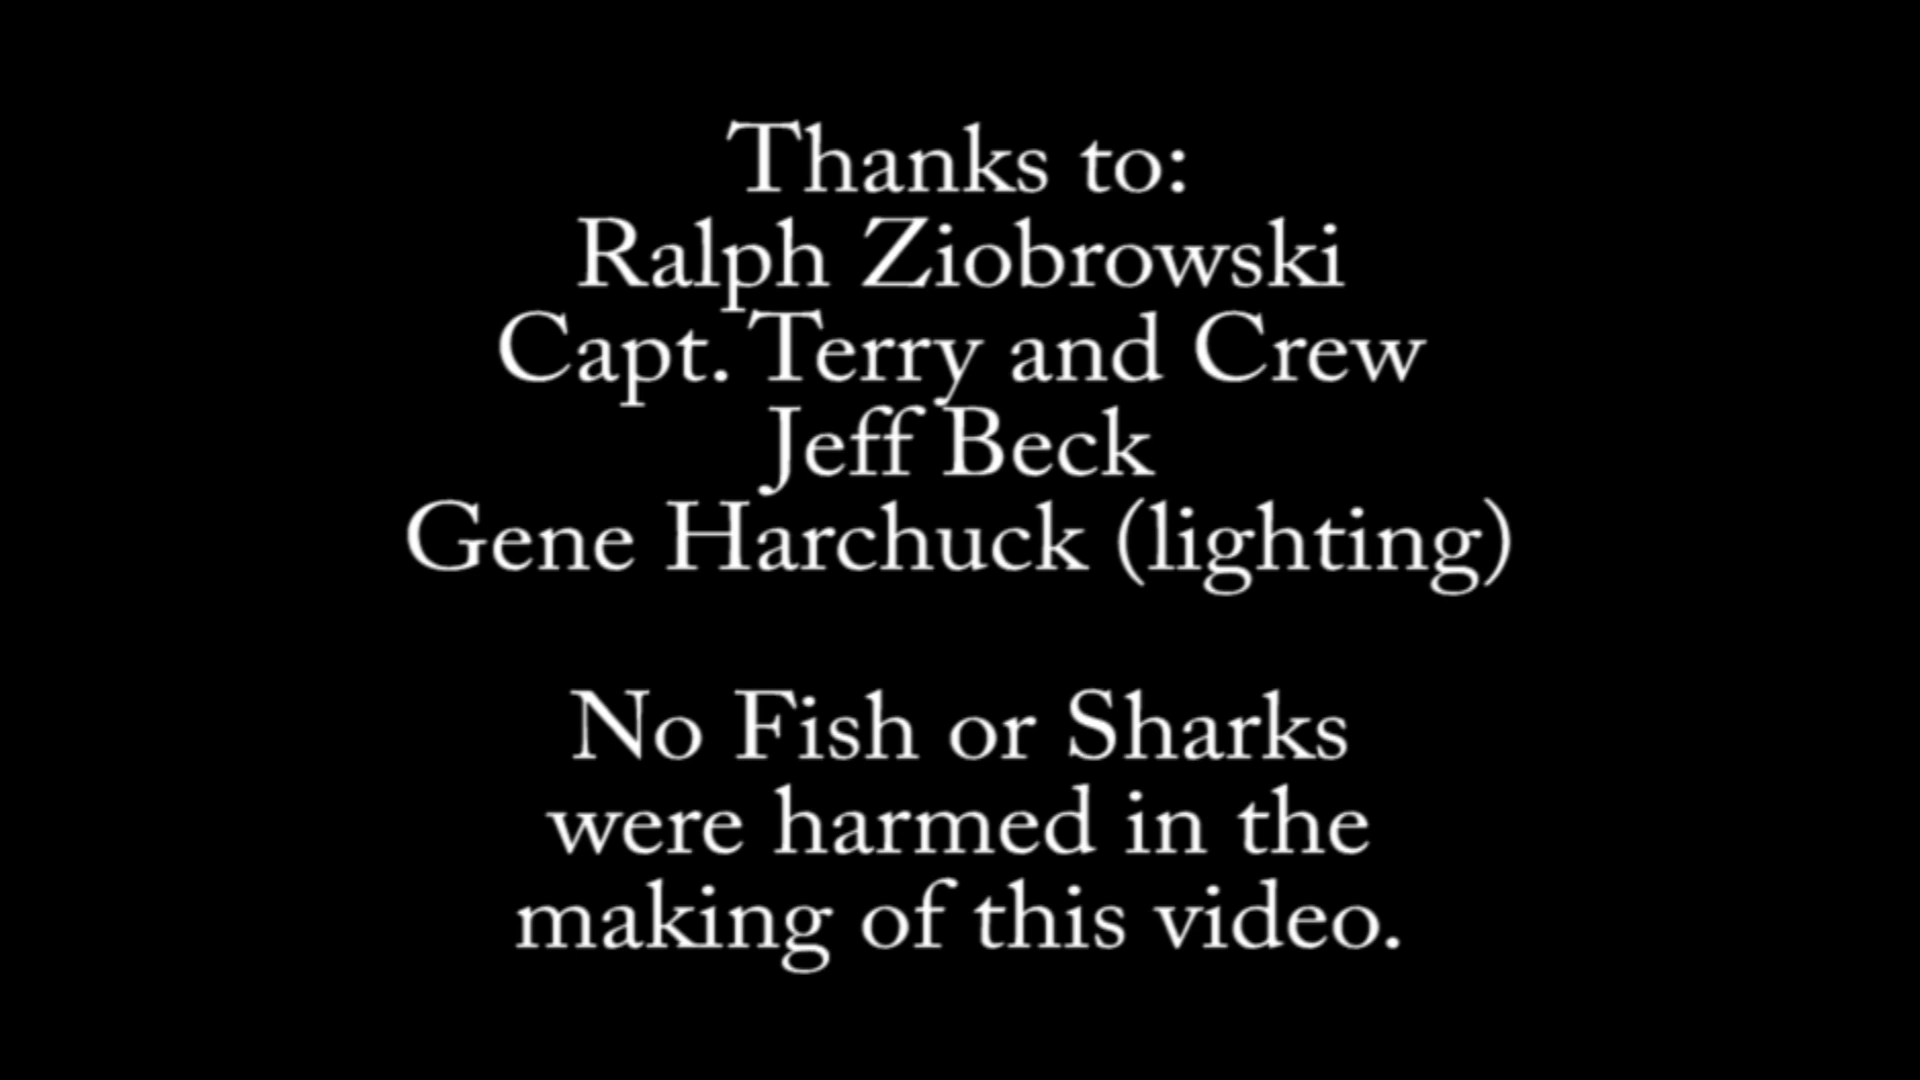 Thanks to:
Ralph Ziobrowski
Capt. Terry and Crew
Jeff Beck
Gene Harchuck (lighting)
No Fish or Sharks
were harmed in the
making of this video.